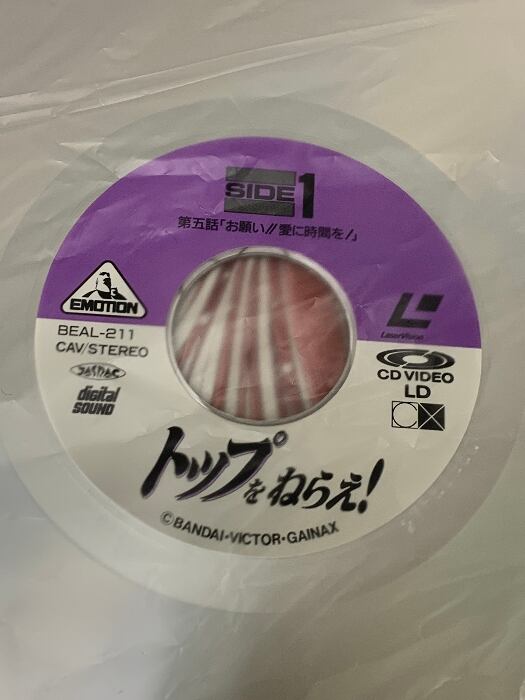 SIDE 1
第五話「お願い!!愛に時間を!」
EMOTION
BEAL-211
CAV/STEREO
digital
SOUND
LaserVision
CD VIDEO
LD
トップをねらえ!
©BANDAI・VICTOR・GAINAX